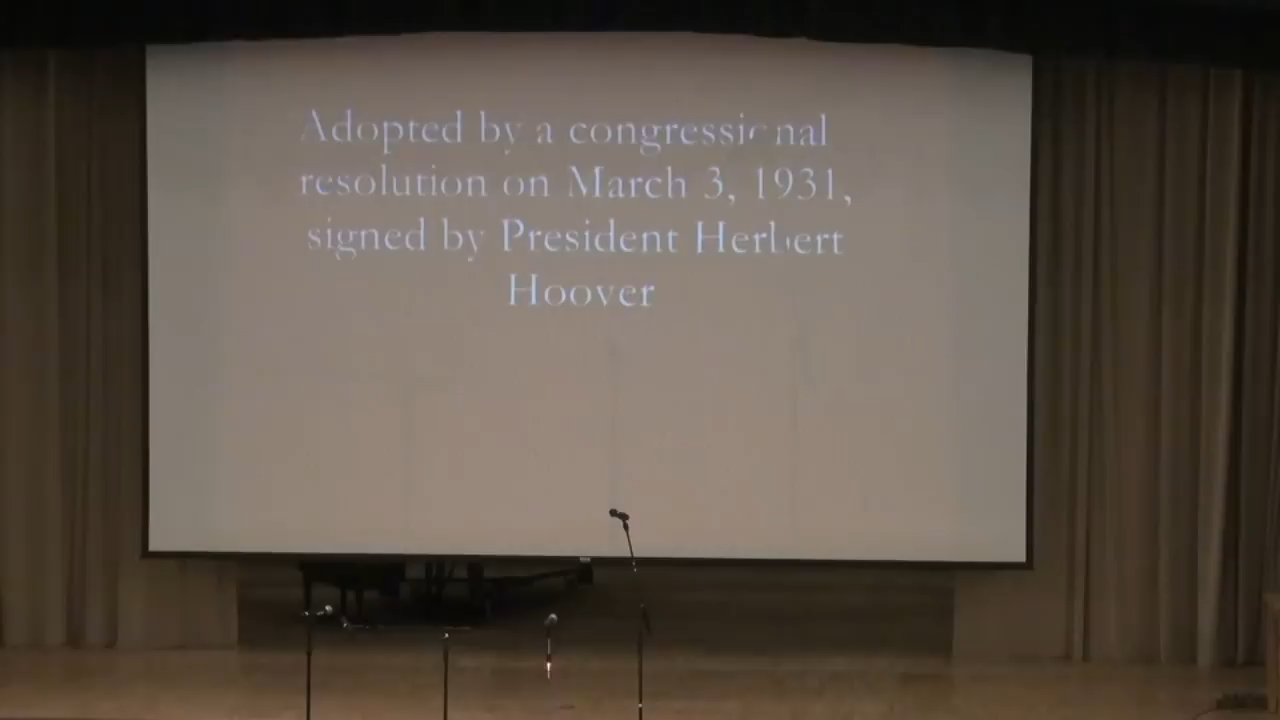 Adopted by a congressional
resolution on March 3, 1931,
signed by President Herbert
Hoover